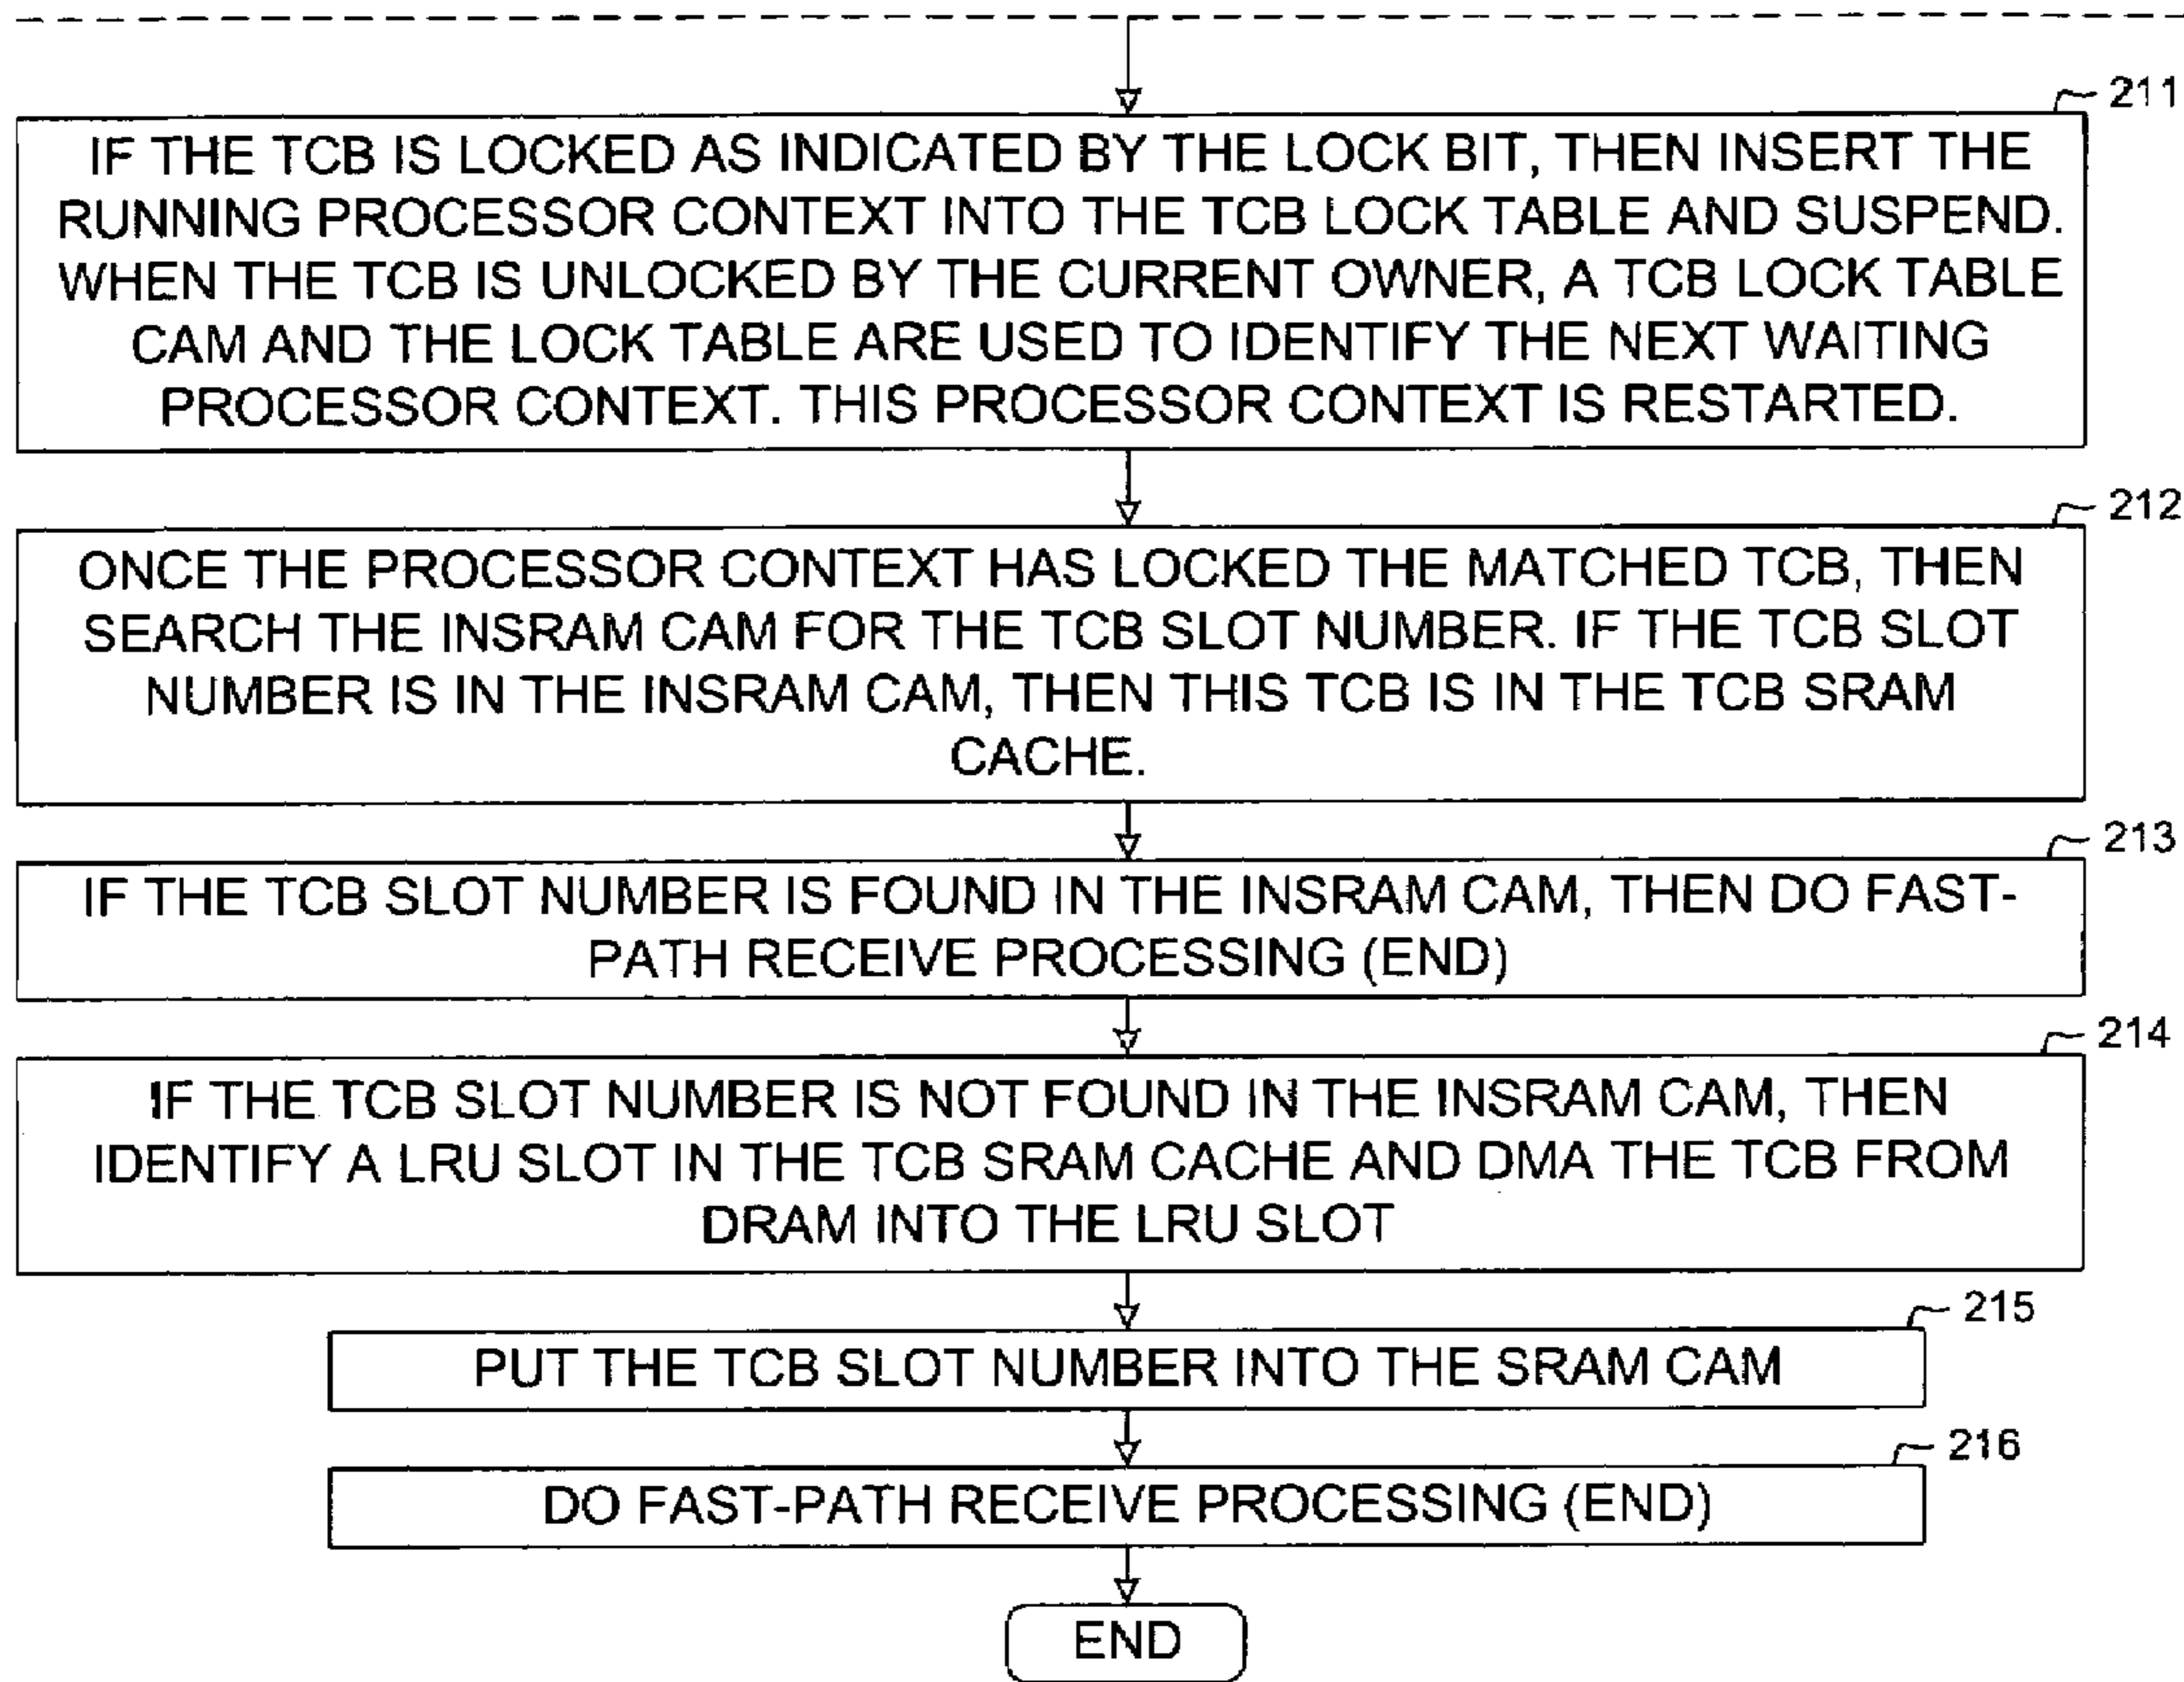 211
IF THE TCB IS LOCKED AS INDICATED BY THE LOCK BIT, THEN INSERT THE
RUNNING PROCESSOR CONTEXT INTO THE TCB LOCK TABLE AND SUSPEND.
WHEN THE TCB IS UNLOCKED BY THE CURRENT OWNER, A TCB LOCK TABLE
CAM AND THE LOCK TABLE ARE USED TO IDENTIFY THE NEXT WAITING
PROCESSOR CONTEXT. THIS PROCESSOR CONTEXT IS RESTARTED.
212
ONCE THE PROCESSOR CONTEXT HAS LOCKED THE MATCHED TCB, THEN
SEARCH THE INSRAM CAM FOR THE TCB SLOT NUMBER. IF THE TCB SLOT
NUMBER IS IN THE INSRAM CAM, THEN THIS TCB IS IN THE TCB SRAM
CACHE.
213
IF THE TCB SLOT NUMBER IS FOUND IN THE INSRAM CAM, THEN DO FAST-
PATH RECEIVE PROCESSING (END)
214
IF THE TCB SLOT NUMBER IS NOT FOUND IN THE INSRAM CAM, THEN
IDENTIFY A LRU SLOT IN THE TCB SRAM CACHE AND DMA THE TCB FROM
DRAM INTO THE LRU SLOT
215
PUT THE TCB SLOT NUMBER INTO THE SRAM CAM
216
DO FAST-PATH RECEIVE PROCESSING (END)
END